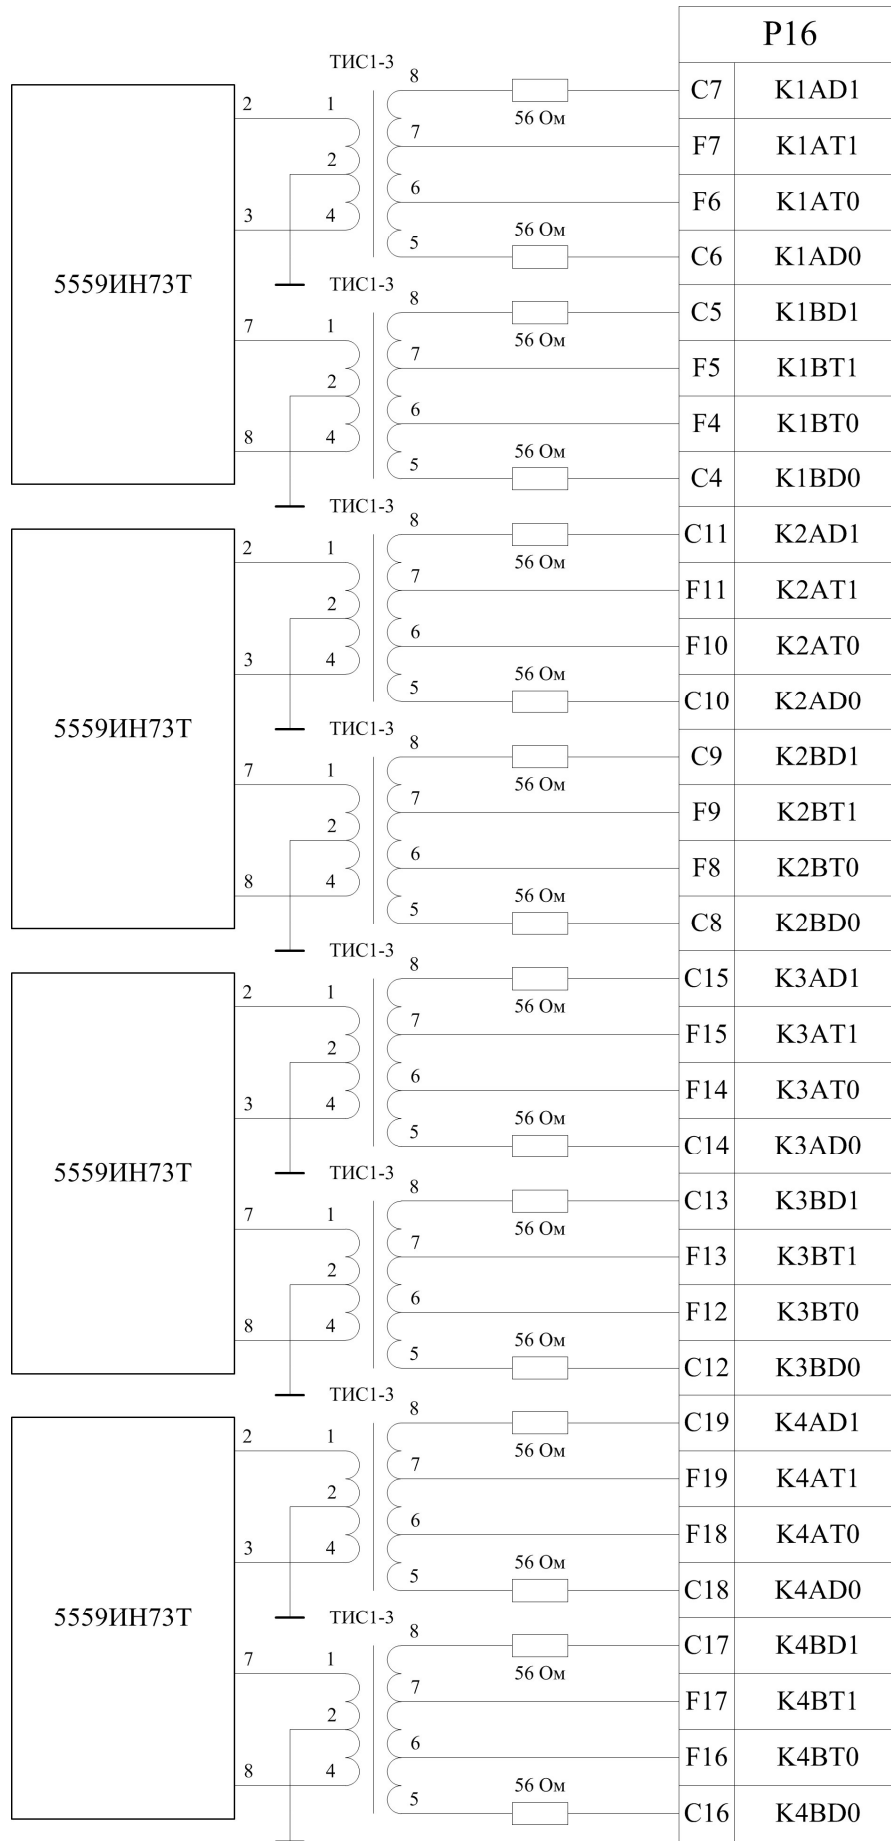 P16
ТИС1-3
8
C7 K1AD1
2 1
56 Ом
7
F7 K1AT1
2
6
F6 K1AT0
3 4
56 Ом
5
C6 K1AD0
5559ИН73Т
ТИС1-3
8
C5 K1BD1
7 1
56 Ом
7
F5 K1BT1
2
6
F4 K1BT0
8 4
56 Ом
5
C4 K1BD0
ТИС1-3
8
C11 K2AD1
2 1
56 Ом
7
F11 K2AT1
2
6
F10 K2AT0
3 4
56 Ом
5
C10 K2AD0
5559ИН73Т
ТИС1-3
8
C9 K2BD1
7 1
56 Ом
7
F9 K2BT1
2
6
F8 K2BT0
8 4
56 Ом
5
C8 K2BD0
ТИС1-3
8
C15 K3AD1
2 1
56 Ом
7
F15 K3AT1
2
6
F14 K3AT0
3 4
56 Ом
5
C14 K3AD0
5559ИН73Т
ТИС1-3
8
C13 K3BD1
7 1
56 Ом
7
F13 K3BT1
2
6
F12 K3BT0
8 4
56 Ом
5
C12 K3BD0
ТИС1-3
8
C19 K4AD1
2 1
56 Ом
7
F19 K4AT1
2
6
F18 K4AT0
3 4
56 Ом
5
C18 K4AD0
5559ИН73Т
ТИС1-3
8
C17 K4BD1
7 1
56 Ом
7
F17 K4BT1
2
6
F16 K4BT0
8 4
56 Ом
5
C16 K4BD0